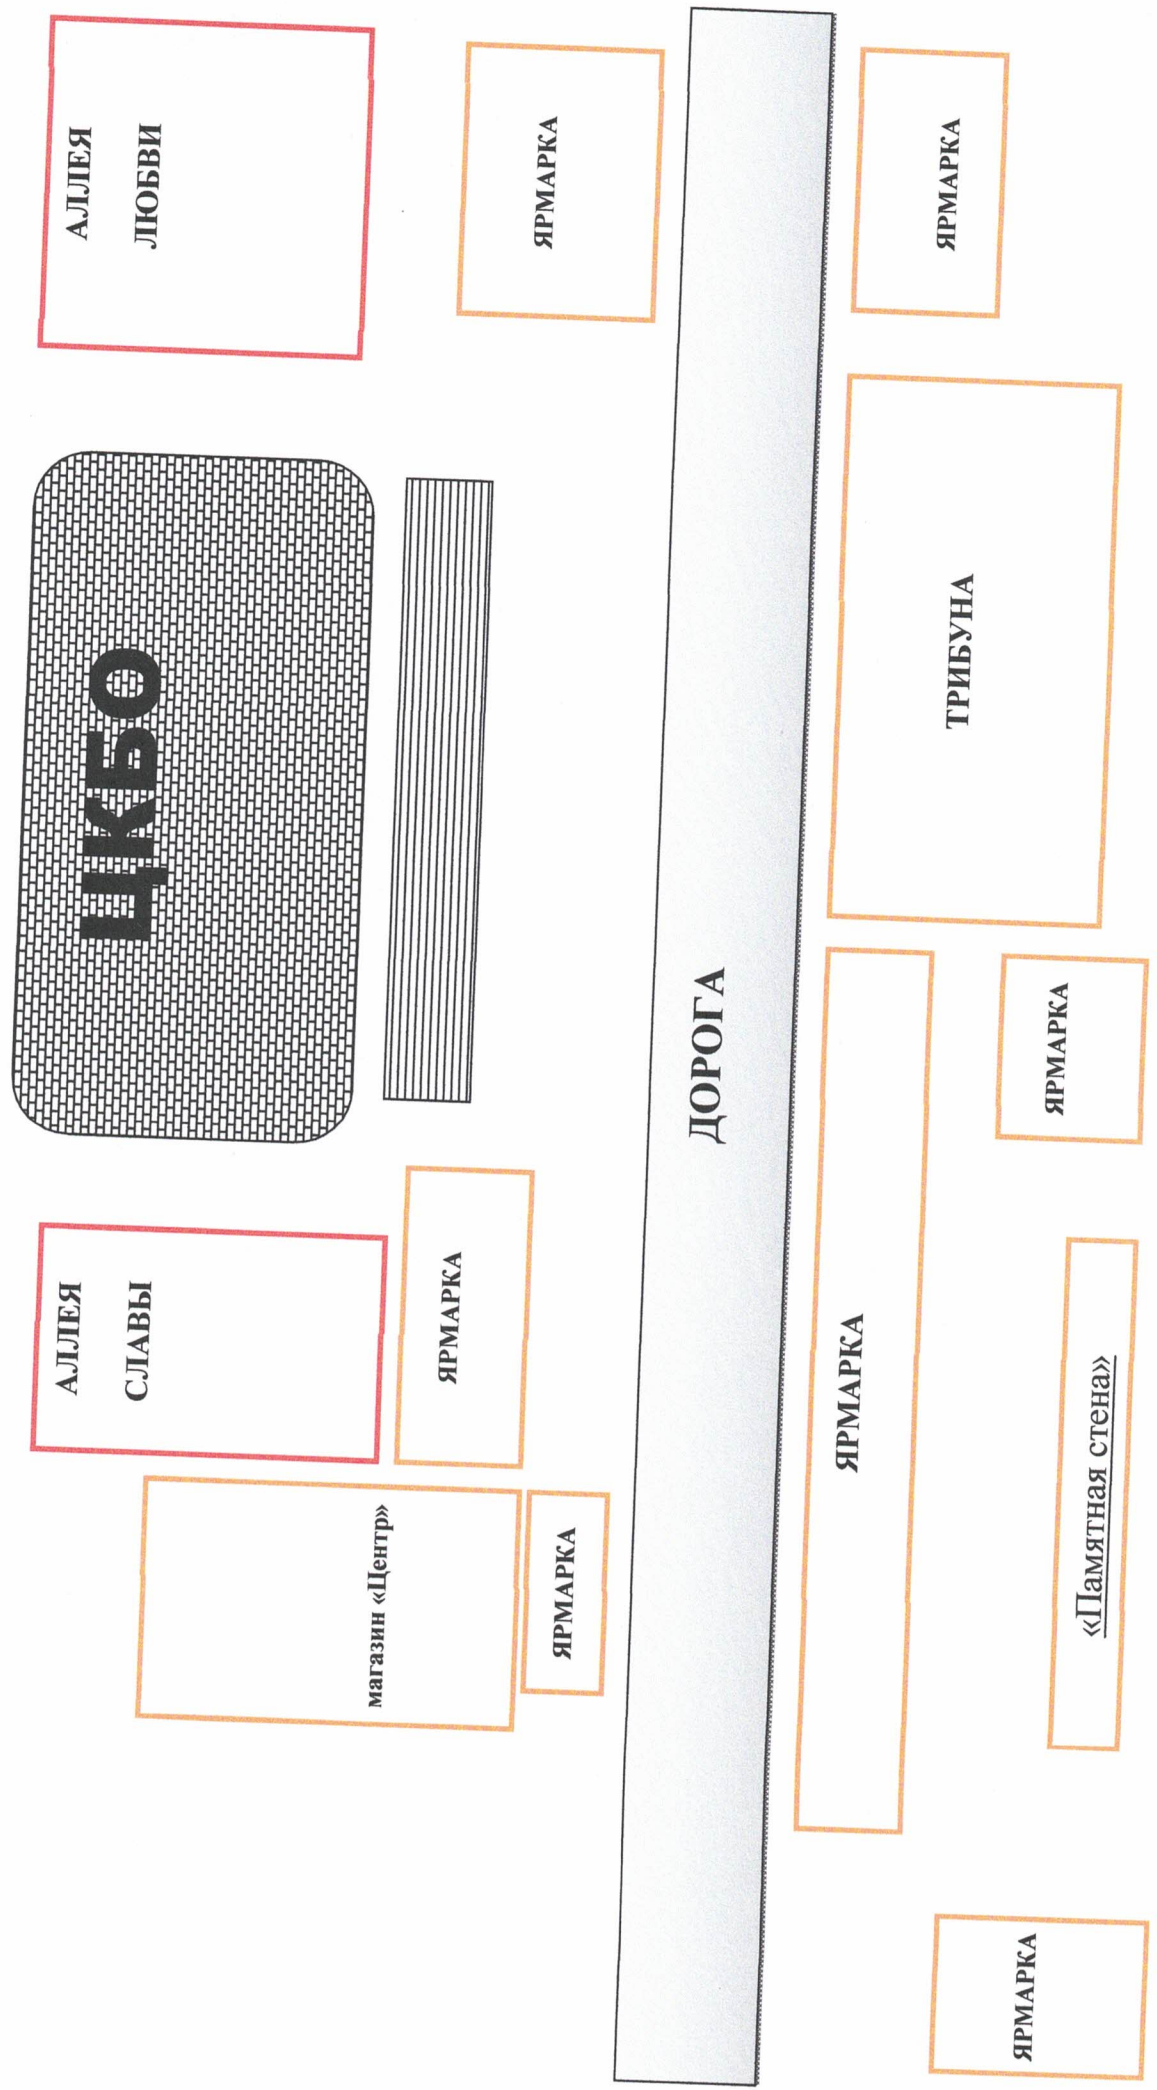 АЛЛЕЯ
СЛАВЫ
ЦКБО
АЛЛЕЯ
ЛЮБВИ
магазин «Центр»
ЯРМАРКА
ЯРМАРКА
ЯРМАРКА
ДОРОГА
ЯРМАРКА
ТРИБУНА
ЯРМАРКА
ЯРМАРКА
«Памятная стена»
ЯРМАРКА